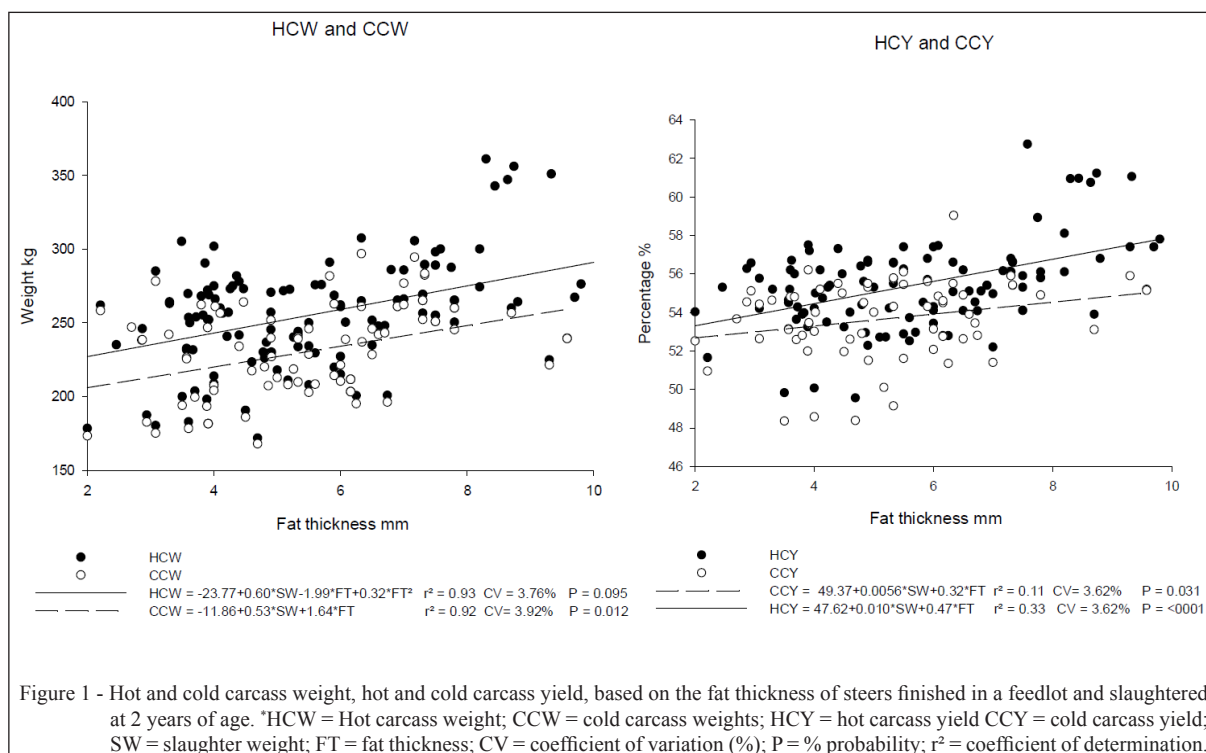 HCW and CCW
400
350
300
250
200
150
Weight kg
2 4 6 8 10
Fat thickness mm
HCW
CCW
HCW = -23.77+0.60*SW-1.99*FT+0.32*FT² r² = 0.93 CV = 3.76% P = 0.095
CCW = -11.86+0.53*SW+1.64*FT r² = 0.92 CV = 3.92% P = 0.012
HCY and CCY
64
62
60
58
56
54
52
50
48
46
Percentage %
2 4 6 8 10
Fat thickness mm
HCY
CCY
CCY = 49.37+0.0056*SW+0.32*FT r² = 0.11 CV= 3.62% P = 0.031
HCY = 47.62+0.010*SW+0.47*FT r² = 0.33 CV = 3.62% P = <0001
Figure 1 - Hot and cold carcass weight, hot and cold carcass yield, based on the fat thickness of steers finished in a feedlot and slaughtered
at 2 years of age. *HCW = Hot carcass weight; CCW = cold carcass weights; HCY = hot carcass yield CCY = cold carcass yield;
SW = slaughter weight; FT = fat thickness; CV = coefficient of variation (%); P = % probability; r² = coefficient of determination.